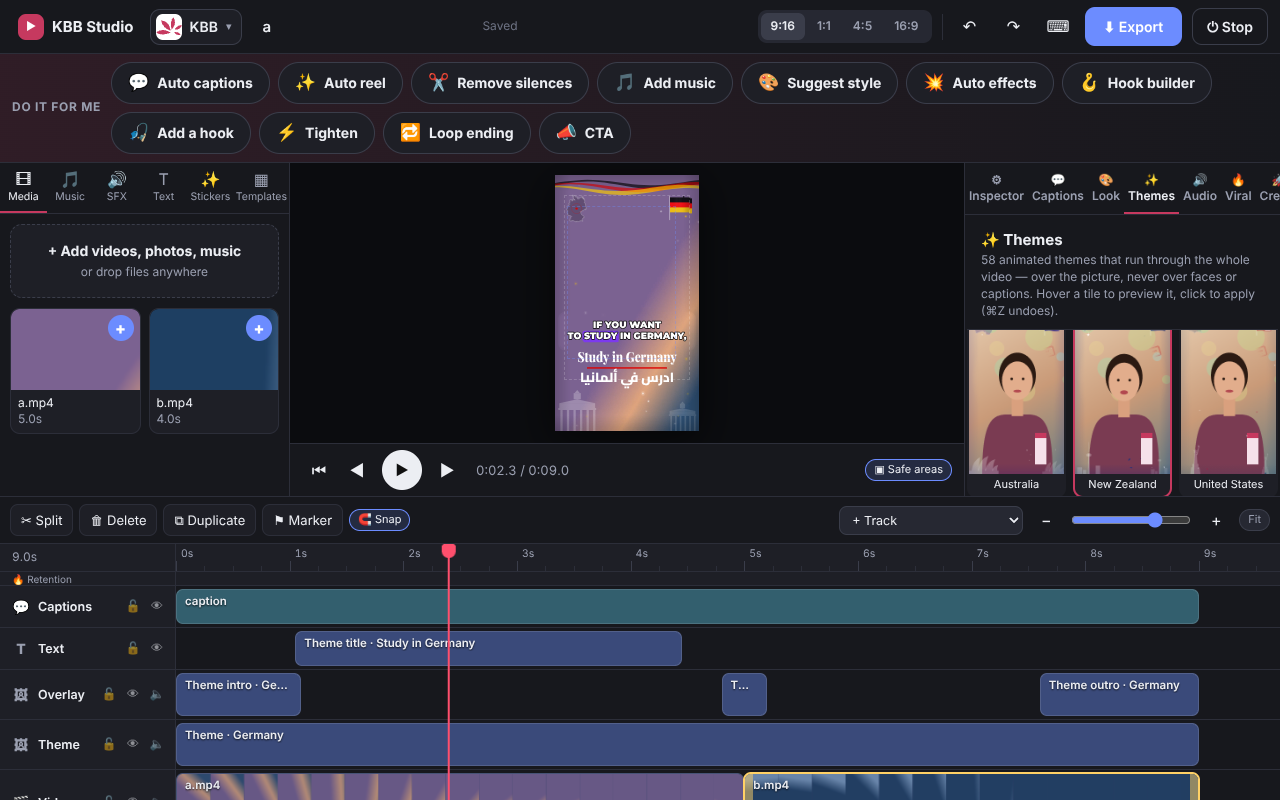 KBB Studio
KBB
a
Saved
9:16 1:1 4:5 16:9
Export
Stop
DO IT FOR ME
Auto captions
Auto reel
Remove silences
Add music
Suggest style
Auto effects
Hook builder
Add a hook
Tighten
Loop ending
CTA
Media
Music
SFX
T
Text
Stickers
Templates
+ Add videos, photos, music
or drop files anywhere
a.mp4
5.0s
b.mp4
4.0s
IF YOU WANT
TO STUDY IN GERMANY,
Study in Germany
ادرس في ألمانيا
0:02.3 / 0:09.0
Safe areas
Inspector
Captions
Look
Themes
Audio
Viral
Cre
Themes
58 animated themes that run through the whole
video — over the picture, never over faces or
captions. Hover a tile to preview it, click to apply
(⌘Z undoes).
Australia
New Zealand
United States
Split
Delete
Duplicate
Marker
Snap
+ Track
Fit
9.0s
0s 1s 2s 3s 4s 5s 6s 7s 8s 9s
Retention
Captions
caption
T Text
Theme title · Study in Germany
Overlay
Theme intro · Ge...
T...
Theme outro · Germany
Theme
Theme · Germany
a.mp4
b.mp4